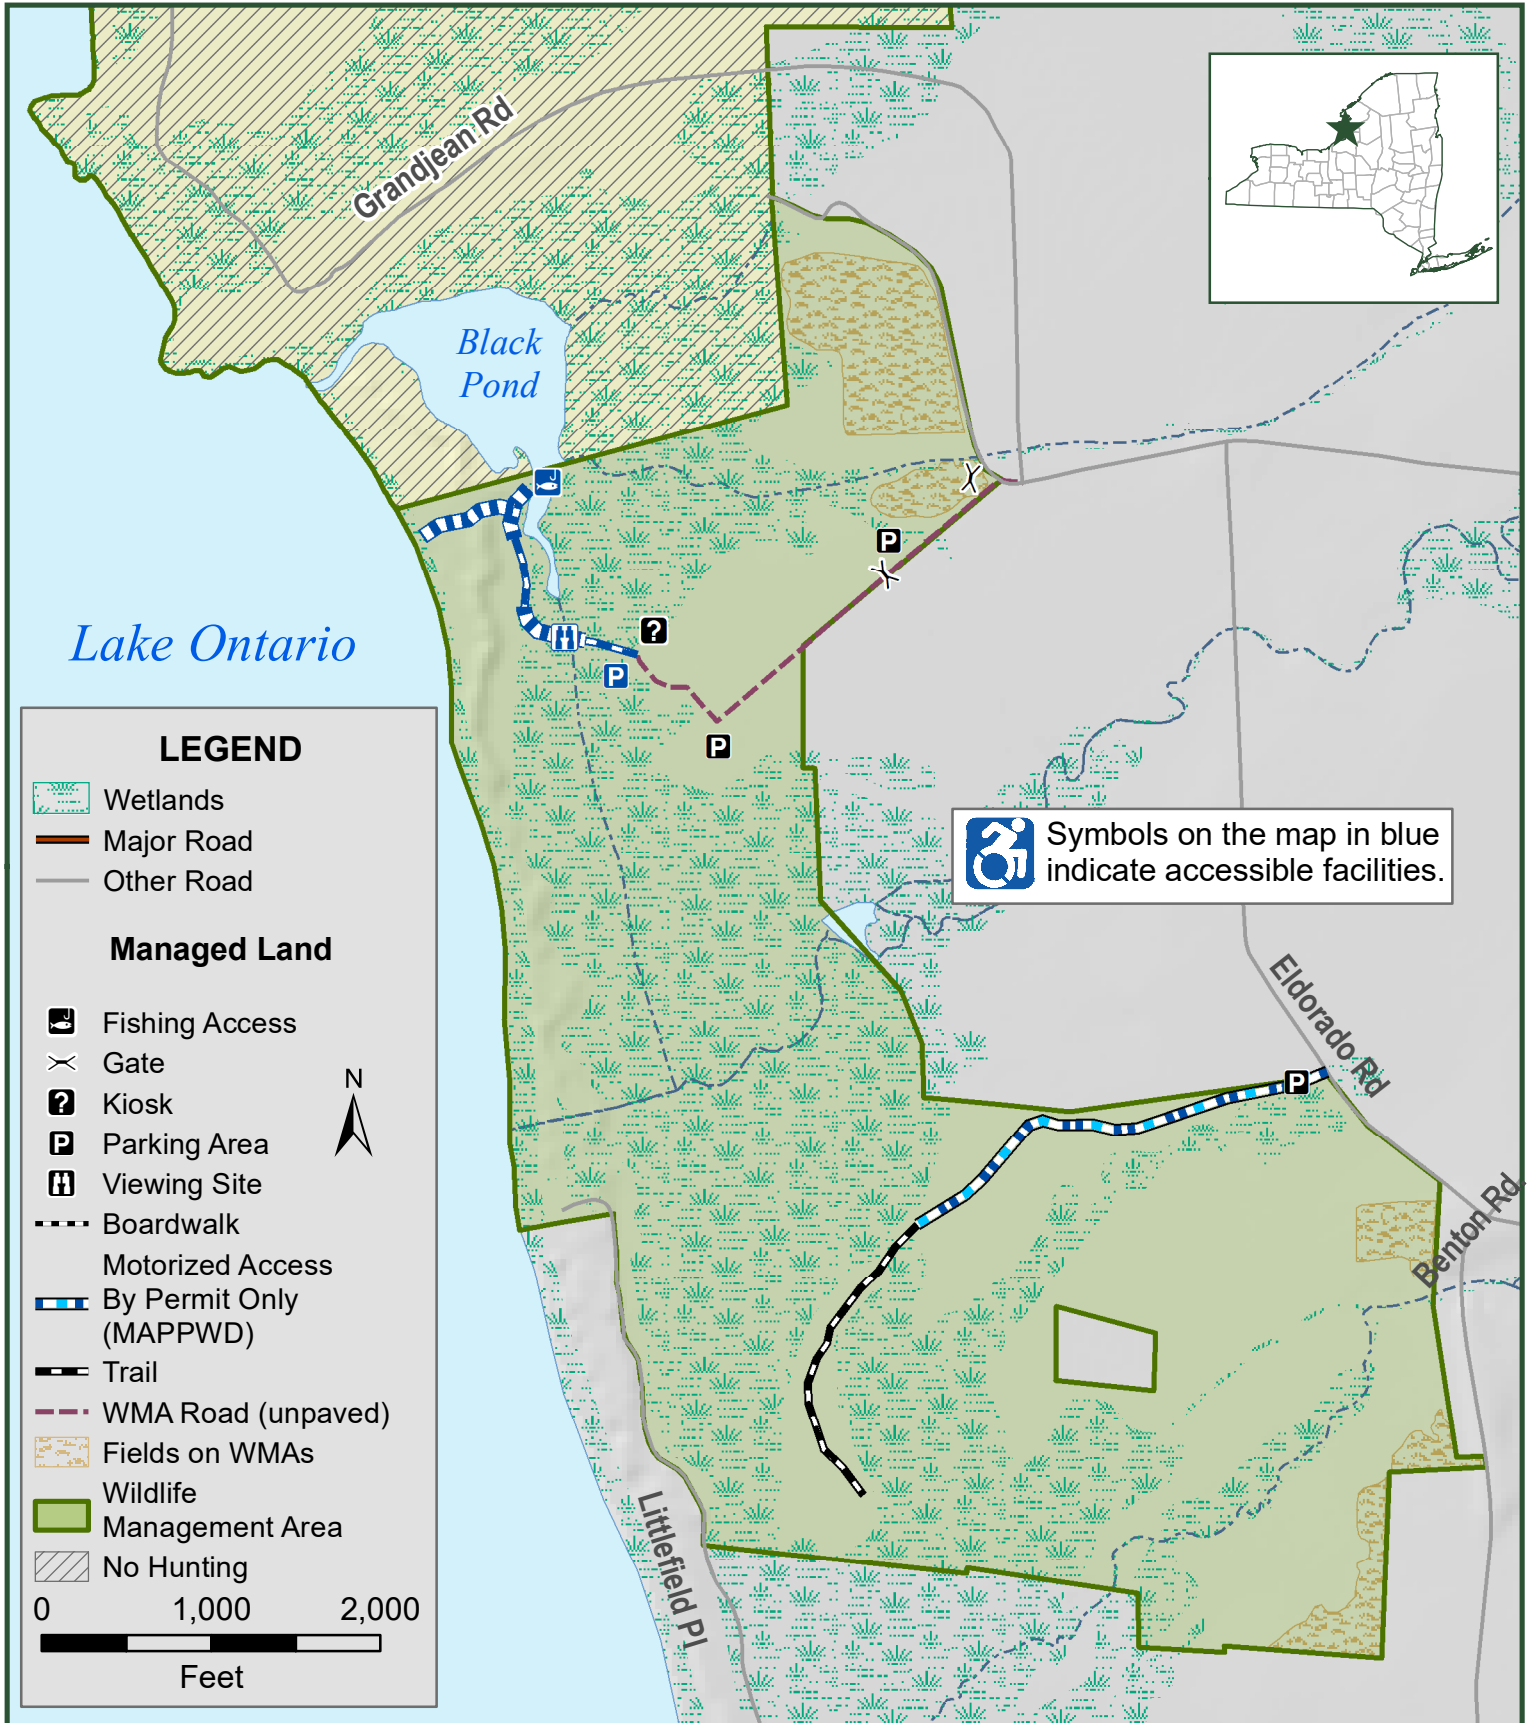 Grandjean Rd
Black
Pond
P
?
Lake Ontario
P
P
LEGEND
Wetlands
Major Road
Other Road
Managed Land
Fishing Access
Gate
? Kiosk
P Parking Area
Viewing Site
Boardwalk
Motorized Access
By Permit Only
(MAPPWD)
Trail
WMA Road (unpaved)
Fields on WMAs
Wildlife
Management Area
No Hunting
N
0 1,000 2,000
Feet
Symbols on the map in blue
indicate accessible facilities.
Eldorado Rd
P
Benton Rd
Littlefield Pl